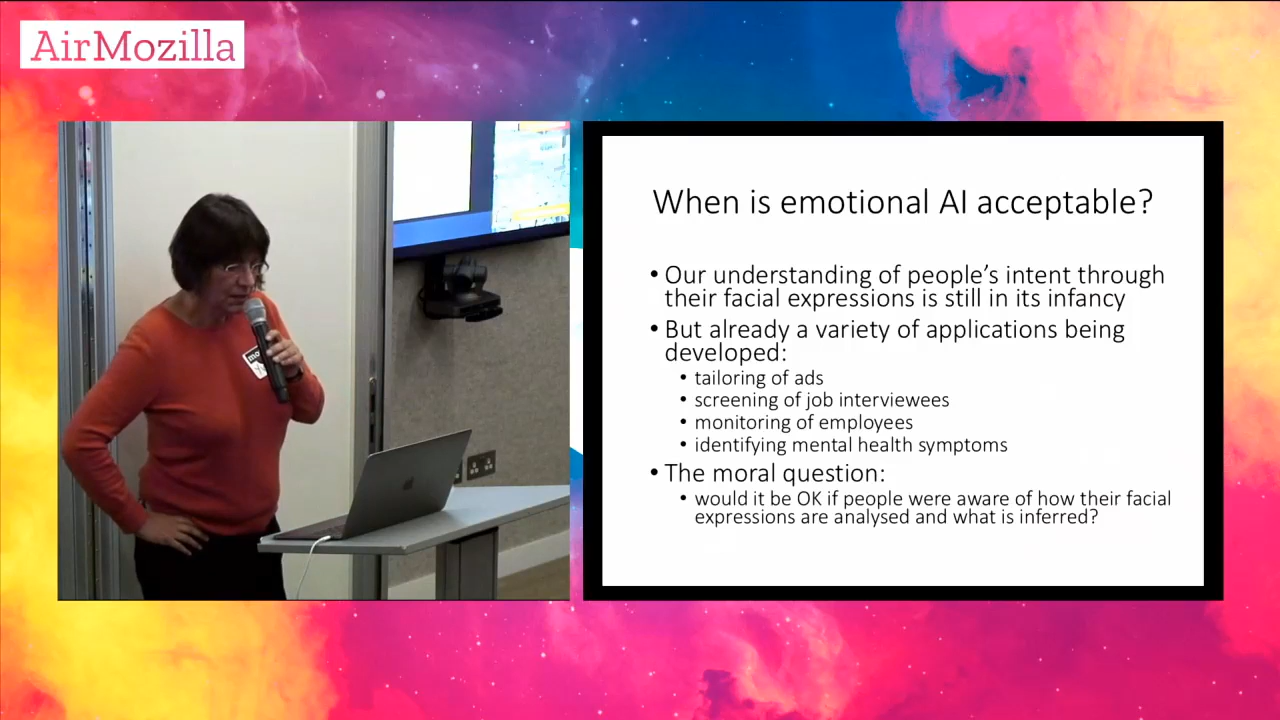 AirMozilla
When is emotional AI acceptable?
• Our understanding of people's intent through
their facial expressions is still in its infancy
• But already a variety of applications being
developed:
• tailoring of ads
• screening of job interviewees
• monitoring of employees
• identifying mental health symptoms
• The moral question:
• would it be OK if people were aware of how their facial
expressions are analysed and what is inferred?